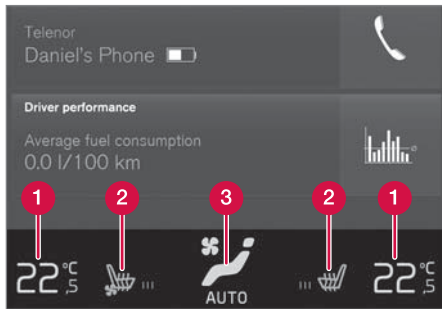 Telenor
Daniel's Phone
Driver performance
Average fuel consumption
0.0 l/100 km
1 2 3 2 1
22,5 °C 22,5 °C
AUTO